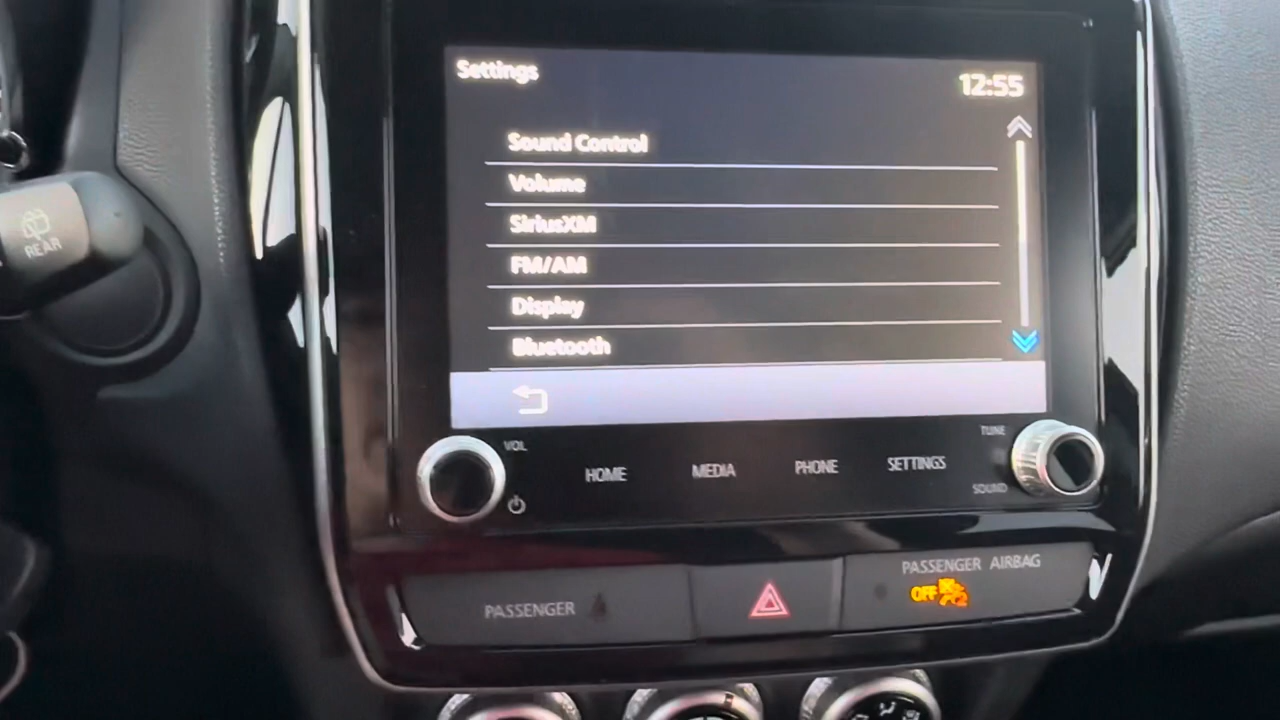 Settings
12:55
Sound Control
Volume
SiriusXM
FM/AM
Display
Bluetooth
REAR
VOL
TUNE
HOME
MEDIA
PHONE
SETTINGS
SOUND
PASSENGER
PASSENGER AIRBAG
OFF